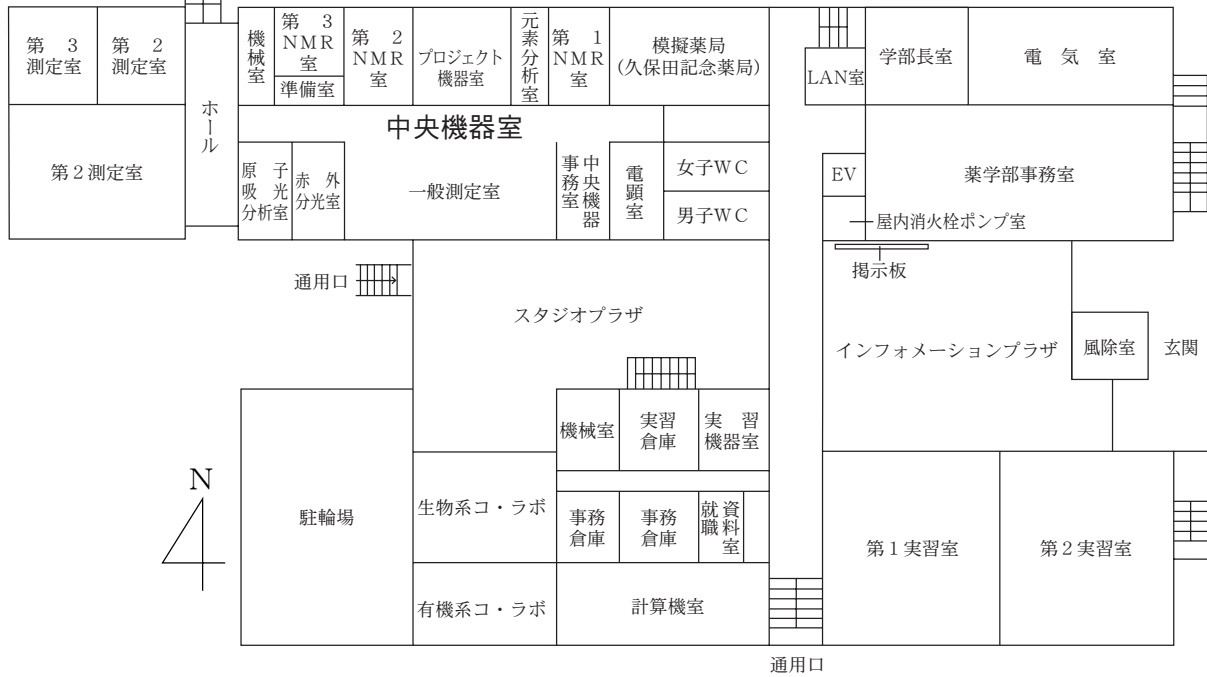 第 3
測定室
第 2
測定室
ホール
機械室
第 3
NMR
室
準備室
第 2
NMR
室
プロジェクト
機器室
元素分析室
第 1
NMR
室
模擬薬局
(久保田記念薬局)
LAN室
学部長室
電 気 室
中央機器室
第2測定室
原 子
吸 光
分析室
赤 外
分光室
一般測定室
中央機器
事務室
電顕室
女子WC
男子WC
EV
薬学部事務室
屋内消火栓ポンプ室
掲示板
通用口
スタジオプラザ
インフォメーションプラザ
風除室
玄関
機械室
実習
倉庫
実 習
機器室
N
駐輪場
生物系コ・ラボ
事務
倉庫
事務
倉庫
就職
資料室
第1実習室
第2実習室
有機系コ・ラボ
計算機室
通用口